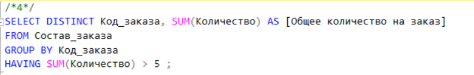 /*4*/
SELECT DISTINCT Код_заказа, SUM(Количество) AS [Общее количество на заказ]
FROM Состав_заказа
GROUP BY Код_заказа
HAVING SUM(Количество) > 5 ;